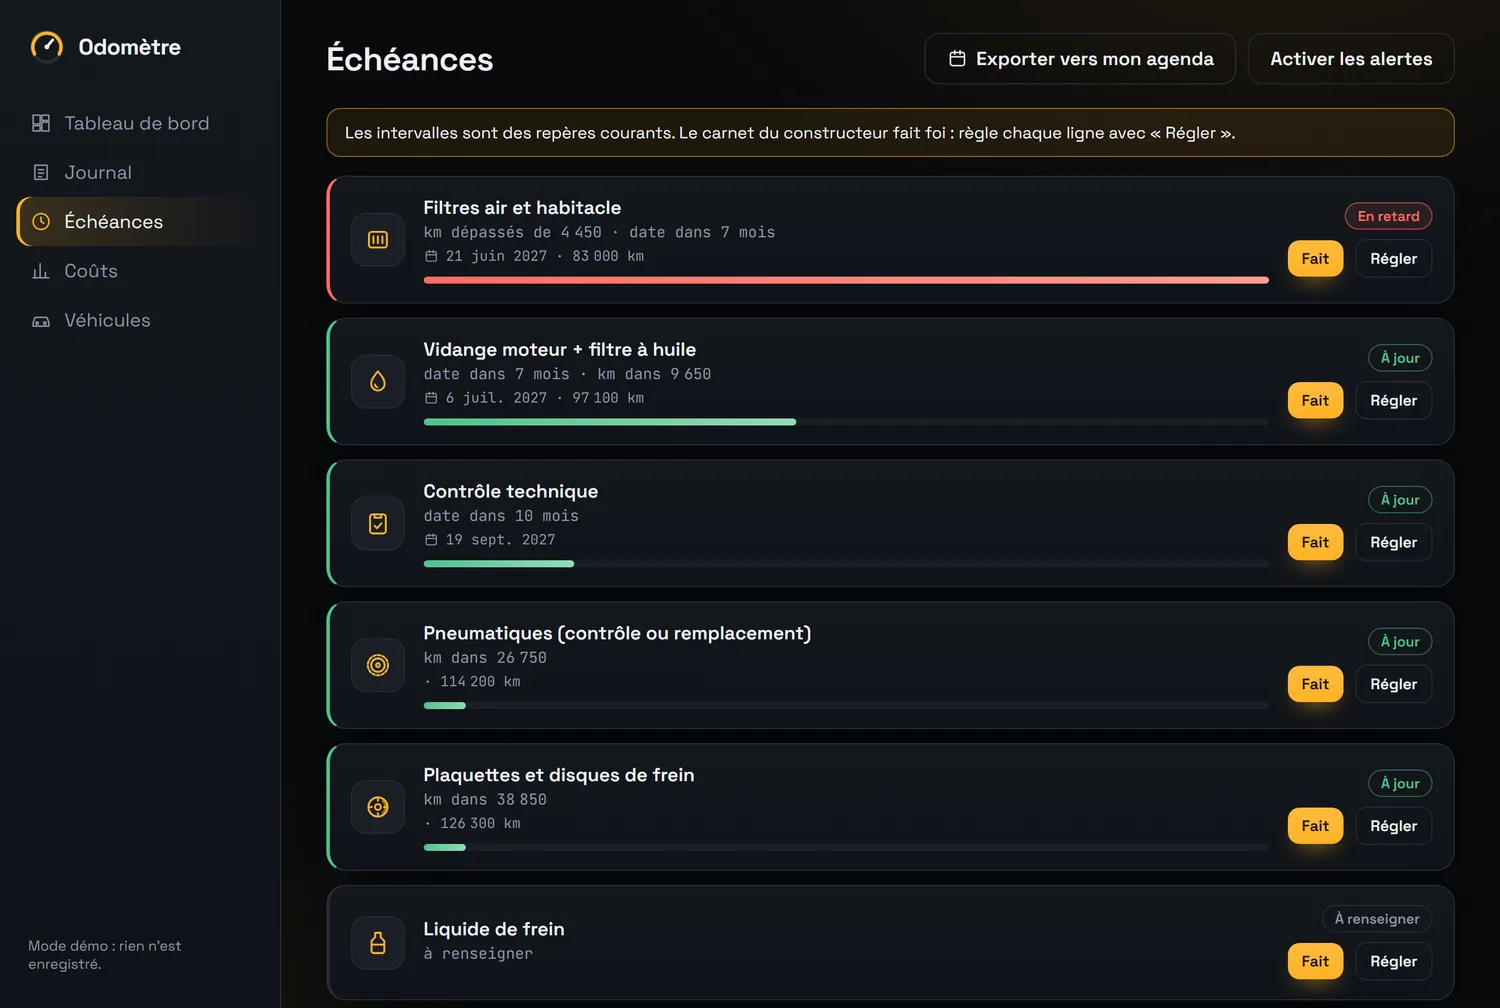 Odomètre
Tableau de bord
Journal
Échéances
Coûts
Véhicules
Mode démo : rien n'est
enregistré.
Échéances
Exporter vers mon agenda
Activer les alertes
Les intervalles sont des repères courants. Le carnet du constructeur fait foi : règle chaque ligne avec « Régler ».
Filtres air et habitacle
km dépassés de 4 450 · date dans 7 mois
21 juin 2027 · 83 000 km
En retard
Fait
Régler
Vidange moteur + filtre à huile
date dans 7 mois · km dans 9 650
6 juil. 2027 · 97 100 km
À jour
Fait
Régler
Contrôle technique
date dans 10 mois
19 sept. 2027
À jour
Fait
Régler
Pneumatiques (contrôle ou remplacement)
km dans 26 750
· 114 200 km
À jour
Fait
Régler
Plaquettes et disques de frein
km dans 38 850
· 126 300 km
À jour
Fait
Régler
Liquide de frein
à renseigner
À renseigner
Fait
Régler